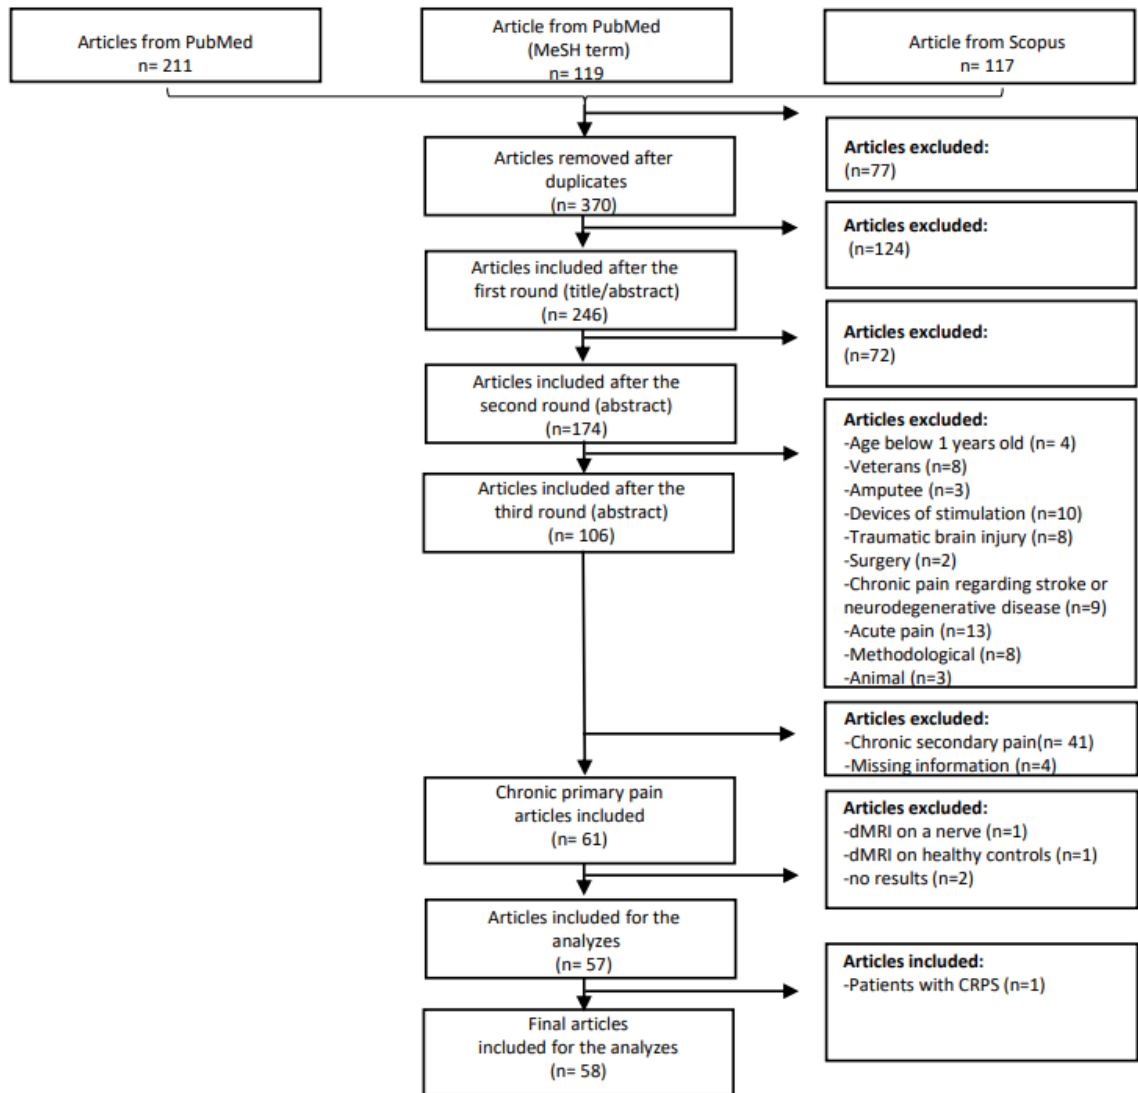 Articles from PubMed
n= 211
Article from PubMed
(MeSH term)
n= 119
Article from Scopus
n= 117
Articles excluded:
(n=77)
Articles removed after
duplicates
(n= 370)
Articles excluded:
(n=124)
Articles included after the
first round (title/abstract)
(n= 246)
Articles excluded:
(n=72)
Articles included after the
second round (abstract)
(n=174)
Articles excluded:
-Age below 1 years old (n= 4)
-Veterans (n=8)
-Amputee (n=3)
-Devices of stimulation (n=10)
-Traumatic brain injury (n=8)
-Surgery (n=2)
-Chronic pain regarding stroke or
neurodegenerative disease (n=9)
-Acute pain (n=13)
-Methodological (n=8)
-Animal (n=3)
Articles included after the
third round (abstract)
(n= 106)
Articles excluded:
-Chronic secondary pain(n= 41)
-Missing information (n=4)
Chronic primary pain
articles included
(n= 61)
Articles excluded:
-dMRI on a nerve (n=1)
-dMRI on healthy controls (n=1)
-no results (n=2)
Articles included for the
analyzes
(n= 57)
Articles included:
-Patients with CRPS (n=1)
Final articles
included for the analyzes
(n= 58)